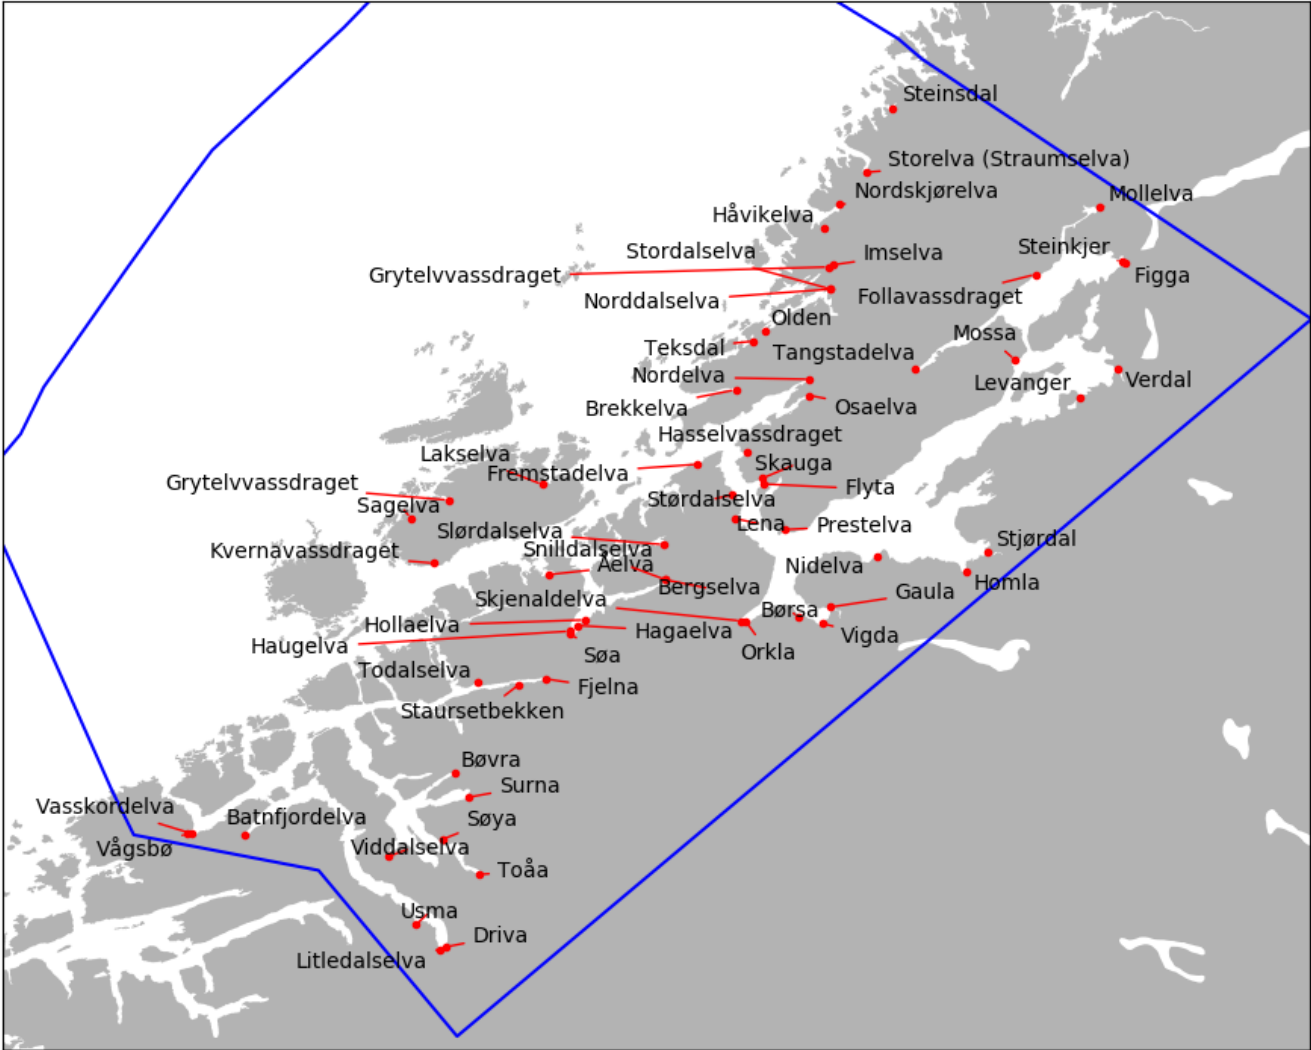 Steinsdal
Storelva (Straumselva)
Nordskjørelva
Mollelva
Håvikelva
Steinkjer
Stordalselva
Imselva
Grytelvvassdraget
Figga
Follavassdraget
Norddalselva
Olden
Mossa
Teksdal
Tangstadelva
Nordelva
Verdal
Levanger
Brekkelva
Osaelva
Hasselvassdraget
Lakselva
Skauga
Fremstadelva
Grytelvvassdraget
Flyta
Størdalselva
Sagelva
Lena
Prestelva
Slørdalselva
Stjørdal
Snilldalselva
Kvernavassdraget
Åelva
Nidelva
Homla
Bergselva
Gaula
Skjenaldelva
Børsa
Hollaelva
Hagaelva
Vigda
Haugelva
Orkla
Søa
Todalselva
Fjelna
Staursetbekken
Bøvra
Surna
Vasskordelva
Batnfjordelva
Søya
Vågsbø
Viddalselva
Toåa
Usma
Driva
Litledalselva